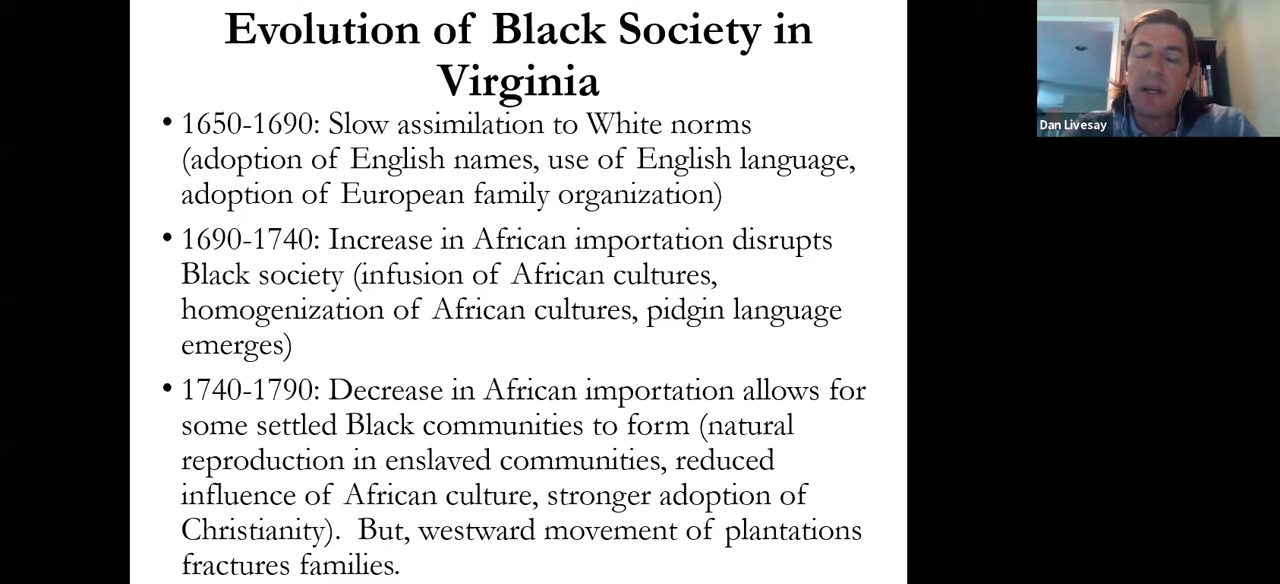 Evolution of Black Society in
Virginia
• 1650-1690: Slow assimilation to White norms
(adoption of English names, use of English language,
adoption of European family organization)
• 1690-1740: Increase in African importation disrupts
Black society (infusion of African cultures,
homogenization of African cultures, pidgin language
emerges)
• 1740-1790: Decrease in African importation allows for
some settled Black communities to form (natural
reproduction in enslaved communities, reduced
influence of African culture, stronger adoption of
Christianity). But, westward movement of plantations
fractures families.
Dan Livesay